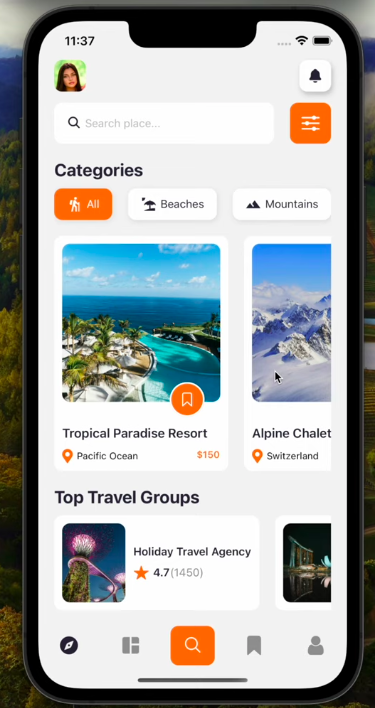 11:37
Search place...
Categories
All
Beaches
Mountains
Tropical Paradise Resort
Alpine Chalet
Pacific Ocean
$150
Switzerland
Top Travel Groups
Holiday Travel Agency
4.7(1450)